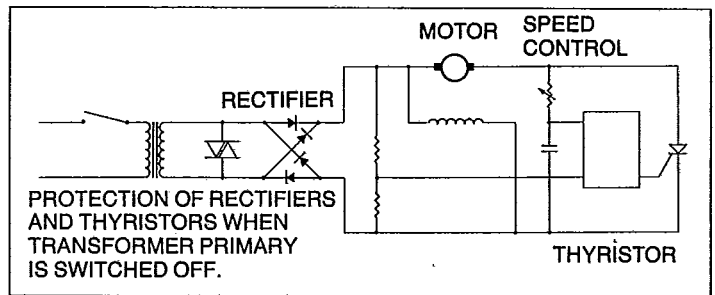 MOTOR
SPEED
CONTROL
RECTIFIER
PROTECTION OF RECTIFIERS
AND THYRISTORS WHEN
TRANSFORMER PRIMARY
IS SWITCHED OFF.
THYRISTOR